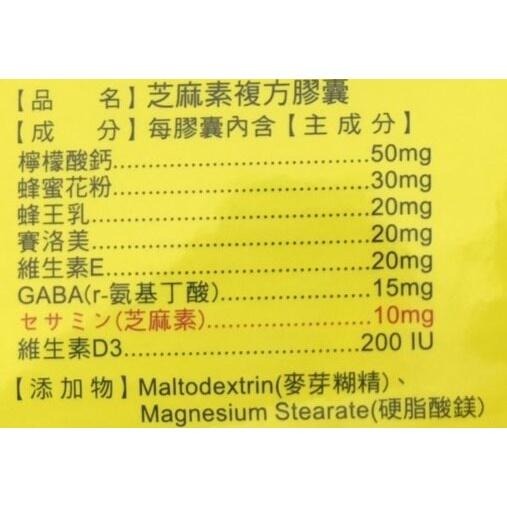 【品　　名】芝麻素複方膠囊
【成　　分】每膠囊內含【主成分】
檸檬酸鈣..............................50mg
蜂蜜花粉..............................30mg
蜂王乳.................................20mg
賽洛美.................................20mg
維生素E................................20mg
GABA(r-氨基丁酸)....................15mg
セサミン(芝麻素)......................10mg
維生素D3..............................200 IU
【添加物】Maltodextrin(麥芽糊精)、
Magnesium Stearate(硬脂酸鎂)